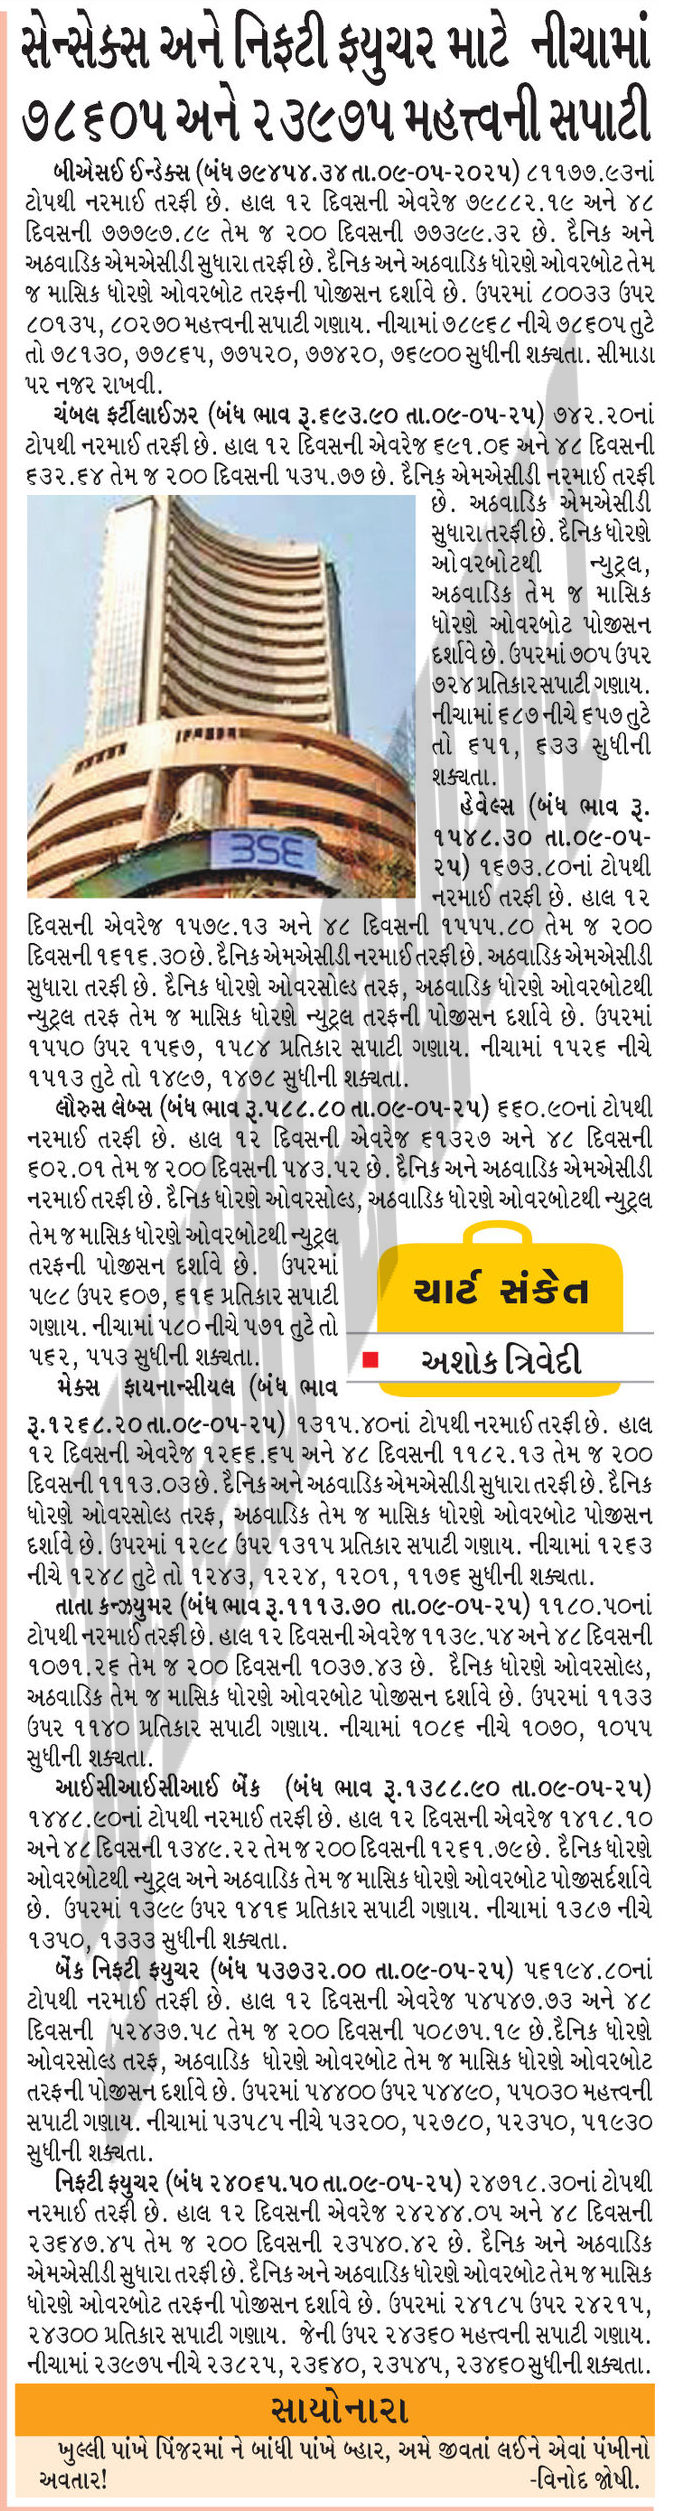 સેન્સેક્સ અને નિફ્ટી ફ્યુચર માટે નીચામાં
૭૮૬૦૫ અને ૨૩૯૭૫ મહત્ત્વની સપાટી
બીએસઈ ઈન્ડેક્સ (બંધ ૭૯૪૫૪.૩૪ તા.૦૯-૦૫-૨૦૨૫) ૮૧૧૭૭.૯૩નાં
ટોપથી નરમાઈ તરફી છે. હાલ ૧૨ દિવસની એવરેજ ૭૯૮૮૨.૧૯ અને ૪૮
દિવસની ૭૭૭૯૭.૮૯ તેમ જ ૨૦૦ દિવસની ૭૭૩૯૯.૩૨ છે. દૈનિક અને
અઠવાડિક એમએસીડી સુધારા તરફી છે. દૈનિક અને અઠવાડિક ધોરણે ઓવરબોટ તેમ
જ માસિક ધોરણે ઓવરબોટ તરફની પોજીસન દર્શાવે છે. ઉપરમાં ૮૦૦૩૩ ઉપર
૮૦૧૩૫, ૮૦૨૭૦ મહત્વની સપાટી ગણાય. નીચામાં ૭૮૯૬૮ નીચે ૭૮૬૦૫ તુટે
તો ૭૮૧૩૦, ૭૭૮૬૫, ૭૭૫૨૦, ૭૭૪૨૦, ૭૬૯૦૦ સુધીની શક્યતા. સીમાડા
પર નજર રાખવી.
ચંબલ ફર્ટીલાઈઝર (બંધ ભાવ રૂ.૬૯૩.૯૦ તા.૦૯-૦૫-૨૫) ૭૪૨.૨૦નાં
ટોપથી નરમાઈ તરફી છે. હાલ ૧૨ દિવસની એવરેજ ૬૯૧.૦૬ અને ૪૮ દિવસની
૬૩૨.૬૪ તેમ જ ૨૦૦ દિવસની ૫૩૫.૭૭ છે. દૈનિક એમએસીડી નરમાઈ તરફી
છે. અઠવાડિક એમએસીડી
સુધારા તરફી છે. દૈનિક ધોરણે
ઓવરબોટથી ન્યુટ્રલ,
અઠવાડિક તેમ જ માસિક
ધોરણે ઓવરબોટ પોજીસન
દર્શાવે છે. ઉપરમાં ૭૦૫ ઉપર
૭૨૪ પ્રતિકાર સપાટી ગણાય.
નીચામાં ૬૮૭ નીચે ૬૫૭ તુટે
તો ૬૫૧, ૬૩૩ સુધીની
શક્યતા.
BSE
હેવેલ્સ (બંધ ભાવ રૂ.
૧૫૪૮.૩૦ તા.૦૯-૦૫-
૨૫) ૧૬૭૩.૮૦નાં ટોપથી
નરમાઈ તરફી છે. હાલ ૧૨
દિવસની એવરેજ ૧૫૭૯.૧૩ અને ૪૮ દિવસની ૧૫૫૫.૮૦ તેમ જ ૨૦૦
દિવસની ૧૬૧૬.૩૦ છે. દૈનિક એમએસીડી નરમાઈ તરફી છે. અઠવાડિક એમએસીડી
સુધારા તરફી છે. દૈનિક ધોરણે ઓવરસોલ્ડ તરફ, અઠવાડિક ધોરણે ઓવરબોટથી
ન્યુટ્રલ તરફ તેમ જ માસિક ધોરણે ન્યુટ્રલ તરફની પોજીસન દર્શાવે છે. ઉપરમાં
૧૫૫૦ ઉપર ૧૫૬૭, ૧૫૮૪ પ્રતિકાર સપાટી ગણાય. નીચામાં ૧૫૨૬ નીચે
૧૫૧૩ તુટે તો ૧૪૯૭, ૧૪૭૮ સુધીની શક્યતા.
લૌરુસ લેબ્સ (બંધ ભાવ રૂ.૫૮૮.૮૦ તા.૦૯-૦૫-૨૫) ૬૬૦.૯૦નાં ટોપથી
નરમાઈ તરફી છે. હાલ ૧૨ દિવસની એવરેજ ૬૧૩૨૭ અને ૪૮ દિવસની
૬૦૨.૦૧ તેમ જ ૨૦૦ દિવસની ૫૪૩.૫૨ છે. દૈનિક અને અઠવાડિક એમએસીડી
નરમાઈ તરફી છે. દૈનિક ધોરણે ઓવરસોલ્ડ, અઠવાડિક ધોરણે ઓવરબોટથી ન્યુટ્રલ
તેમ જ માસિક ધોરણે ઓવરબોટથી ન્યુટ્રલ
તરફની પોજીસન દર્શાવે છે. ઉપરમાં
૫૯૮ ઉપર ૬૦૭, ૬૧૬ પ્રતિકાર સપાટી
ગણાય. નીચામાં ૫૮૦ નીચે ૫૭૧ તુટે તો
૫૬૨, ૫૫૩ સુધીની શક્યતા.
ચાર્ટ સંકેત
અશોક ત્રિવેદી
મેક્સ ફાયનાન્સીયલ (બંધ ભાવ
રૂ.૧૨૬૮.૨૦ તા.૦૯-૦૫-૨૫) ૧૩૧૫.૪૦નાં ટોપથી નરમાઈ તરફી છે. હાલ
૧૨ દિવસની એવરેજ ૧૨૬૬.૬૫ અને ૪૮ દિવસની ૧૧૮૨.૧૩ તેમ જ ૨૦૦
દિવસની ૧૧૧૩.૦૩ છે. દૈનિક અને અઠવાડિક એમએસીડી સુધારા તરફી છે. દૈનિક
ધોરણે ઓવરસોલ્ડ તરફ, અઠવાડિક તેમ જ માસિક ધોરણે ઓવરબોટ પોજીસન
દર્શાવે છે. ઉપરમાં ૧૨૯૮ ઉપર ૧૩૧૫ પ્રતિકાર સપાટી ગણાય. નીચામાં ૧૨૬૩
નીચે ૧૨૪૮ તુટે તો ૧૨૪૩, ૧૨૨૪, ૧૨૦૧, ૧૧૭૬ સુધીની શક્યતા.
તાતા કન્ઝયુમર (બંધ ભાવ રૂ.૧૧૧૩.૭૦ તા.૦૯-૦૫-૨૫) ૧૧૮૦.૫૦નાં
ટોપથી નરમાઈ તરફી છે. હાલ ૧૨ દિવસની એવરેજ ૧૧૩૯.૫૪ અને ૪૮ દિવસની
૧૦૭૧.૨૬ તેમ જ ૨૦૦ દિવસની ૧૦૩૭.૪૩ છે. દૈનિક ધોરણે ઓવરસોલ્ડ,
અઠવાડિક તેમ જ માસિક ધોરણે ઓવરબોટ પોજીસન દર્શાવે છે. ઉપરમાં ૧૧૩૩
ઉપર ૧૧૪૦ પ્રતિકાર સપાટી ગણાય. નીચામાં ૧૦૮૬ નીચે ૧૦૭૦, ૧૦૫૫
સુધીની શક્યતા.
આઈસીઆઈસીઆઈ બેંક (બંધ ભાવ રૂ.૧૩૮૮.૯૦ તા.૦૯-૦૫-૨૫)
૧૪૪૮.૯૦નાં ટોપથી નરમાઈ તરફી છે. હાલ ૧૨ દિવસની એવરેજ ૧૪૧૮.૧૦
અને ૪૮ દિવસની ૧૩૪૯.૨૨ તેમ જ ૨૦૦ દિવસની ૧૨૬૧.૭૯ છે. દૈનિક ધોરણે
ઓવરબોટથી ન્યુટ્રલ અને અઠવાડિક તેમ જ માસિક ધોરણે ઓવરબોટ પોજીસર્દર્શાવે
છે. ઉપરમાં ૧૩૯૯ ઉપર ૧૪૧૬ પ્રતિકાર સપાટી ગણાય. નીચામાં ૧૩૮૭ નીચે
૧૩૫૦, ૧૩૩૩ સુધીની શક્યતા.
બેંક નિફ્ટી ફ્યુચર (બંધ ૫૩૭૩૨.૦૦ તા.૦૯-૦૫-૨૫) ૫૬૧૯૪.૮૦નાં
ટોપથી નરમાઈ તરફી છે. હાલ ૧૨ દિવસની એવરેજ ૫૪૫૪૭.૭૩ અને ૪૮
દિવસની ૫૨૪૩૭.૫૮ તેમ જ ૨૦૦ દિવસની ૫૦૮૭૫.૧૯ છે.દૈનિક ધોરણે
ઓવરસોલ્ડ તરફ, અઠવાડિક ધોરણે ઓવરબોટ તેમ જ માસિક ધોરણે ઓવરબોટ
તરફની પોજીસન દર્શાવે છે. ઉપરમાં ૫૪૪૦૦ ઉપર ૫૪૪૯૦, ૫૫૦૩૦ મહત્ત્વની
સપાટી ગણાય. નીચામાં ૫૩૫૮૫ નીચે ૫૩૨૦૦, ૫૨૭૮૦, ૫૨૩૫૦, ૫૧૯૩૦
સુધીની શક્યતા.
નિફ્ટી ફ્યુચર (બંધ ૨૪૦૬૫.૫૦ તા.૦૯-૦૫-૨૫) ૨૪૭૧૮.૩૦નાં ટોપથી
નરમાઈ તરફી છે. હાલ ૧૨ દિવસની એવરેજ ૨૪૨૪૪.૦૫ અને ૪૮ દિવસની
૨૩૬૪૭.૪૫ તેમ જ ૨૦૦ દિવસની ૨૩૫૪૦.૪૨ છે. દૈનિક અને અઠવાડિક
એમએસીડી સુધારા તરફી છે. દૈનિક અને અઠવાડિક ધોરણે ઓવરબોટ તેમ જ માસિક
ધોરણે ઓવરબોટ તરફની પોજીસન દર્શાવે છે. ઉપરમાં ૨૪૧૮૫ ઉપર ૨૪૨૧૫,
૨૪૩૦૦ પ્રતિકાર સપાટી ગણાય. જેની ઉપર ૨૪૩૬૦ મહત્ત્વની સપાટી ગણાય.
નીચામાં ૨૩૯૭૫ નીચે ૨૩૮૨૫, ૨૩૬૪૦, ૨૩૫૪૫, ૨૩૪૬૦ સુધીની શક્યતા.
સાયોનારા
ખુલ્લી પાંખે પિંજરમાં ને બાંધી પાંખે બ્હાર, અમે જીવતાં લઈને એવાં પંખીનો
અવતાર! -વિનોદ જોષી.